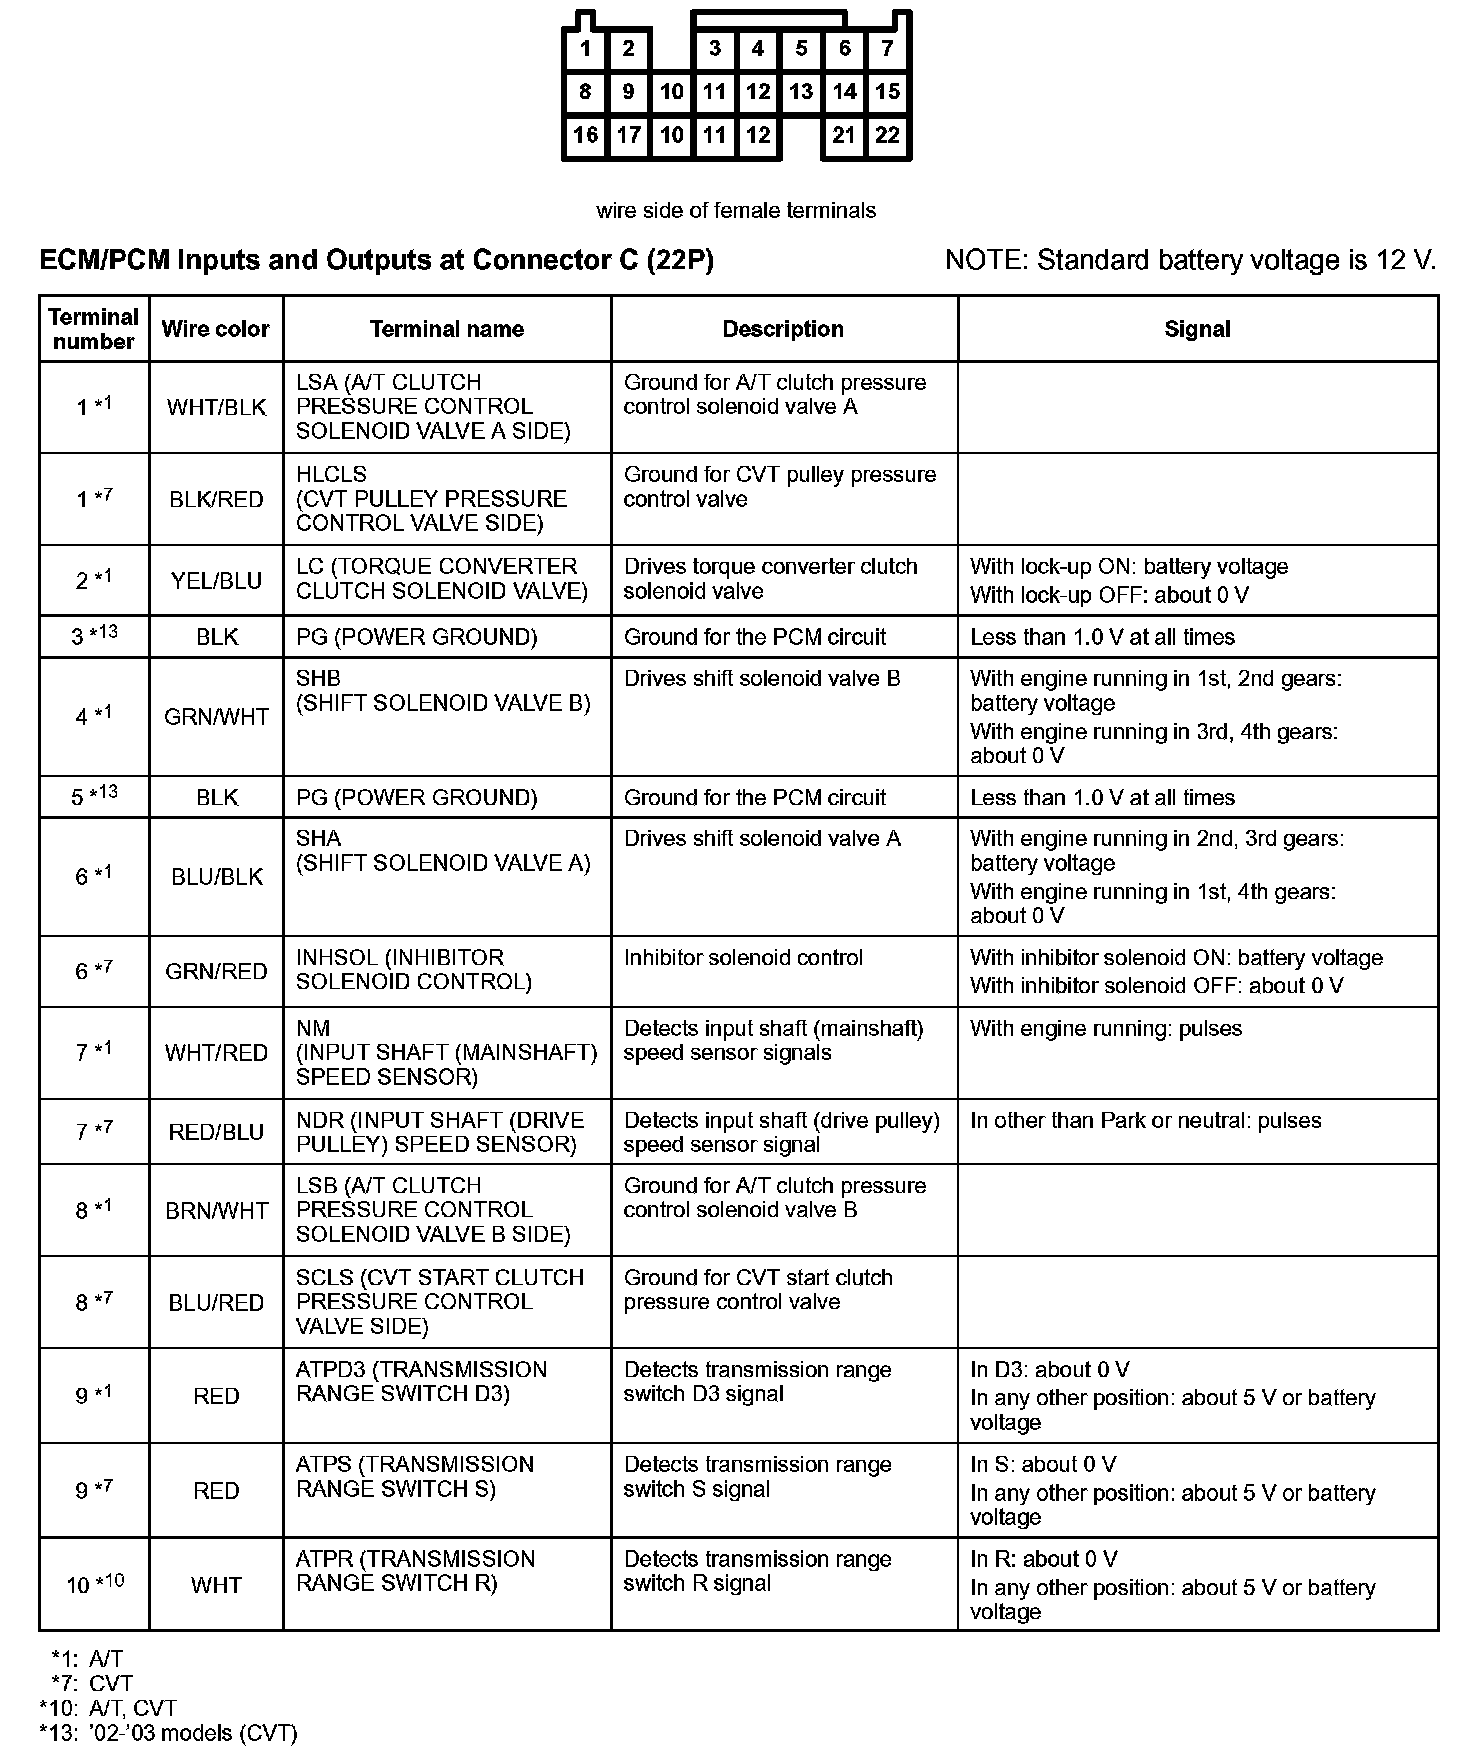 1 2 3 4 5 6 7
8 9 10 11 12 13 14 15
16 17 10 11 12 21 22
wire side of female terminals
ECM/PCM Inputs and Outputs at Connector C (22P) NOTE: Standard battery voltage is 12 V.
Terminal number Wire color Terminal name Description Signal
1 *1 WHT/BLK LSA (A/T CLUTCH PRESSURE CONTROL SOLENOID VALVE A SIDE) Ground for A/T clutch pressure control solenoid valve A
1 *7 BLK/RED HLCLS (CVT PULLEY PRESSURE CONTROL VALVE SIDE) Ground for CVT pulley pressure control valve
2 *1 YEL/BLU LC (TORQUE CONVERTER CLUTCH SOLENOID VALVE) Drives torque converter clutch solenoid valve With lock-up ON: battery voltage With lock-up OFF: about 0 V
3 *13 BLK PG (POWER GROUND) Ground for the PCM circuit Less than 1.0 V at all times
4 *1 GRN/WHT SHB (SHIFT SOLENOID VALVE B) Drives shift solenoid valve B With engine running in 1st, 2nd gears: battery voltage With engine running in 3rd, 4th gears: about 0 V
5 *13 BLK PG (POWER GROUND) Ground for the PCM circuit Less than 1.0 V at all times
6 *1 BLU/BLK SHA (SHIFT SOLENOID VALVE A) Drives shift solenoid valve A With engine running in 2nd, 3rd gears: battery voltage With engine running in 1st, 4th gears: about 0 V
6 *7 GRN/RED INHSOL (INHIBITOR SOLENOID CONTROL) Inhibitor solenoid control With inhibitor solenoid ON: battery voltage With inhibitor solenoid OFF: about 0 V
7 *1 WHT/RED NM (INPUT SHAFT (MAINSHAFT) SPEED SENSOR) Detects input shaft (mainshaft) speed sensor signals With engine running: pulses
7 *7 RED/BLU NDR (INPUT SHAFT (DRIVE PULLEY) SPEED SENSOR) Detects input shaft (drive pulley) speed sensor signal In other than Park or neutral: pulses
8 *1 BRN/WHT LSB (A/T CLUTCH PRESSURE CONTROL SOLENOID VALVE B SIDE) Ground for A/T clutch pressure control solenoid valve B
8 *7 BLU/RED SCLS (CVT START CLUTCH PRESSURE CONTROL VALVE SIDE) Ground for CVT start clutch pressure control valve
9 *1 RED ATPD3 (TRANSMISSION RANGE SWITCH D3) Detects transmission range switch D3 signal In D3: about 0 V In any other position: about 5 V or battery voltage
9 *7 RED ATPS (TRANSMISSION RANGE SWITCH S) Detects transmission range switch S signal In S: about 0 V In any other position: about 5 V or battery voltage
10 *10 WHT ATPR (TRANSMISSION RANGE SWITCH R) Detects transmission range switch R signal In R: about 0 V In any other position: about 5 V or battery voltage
*1: A/T
*7: CVT
*10: A/T, CVT
*13: '02-'03 models (CVT)